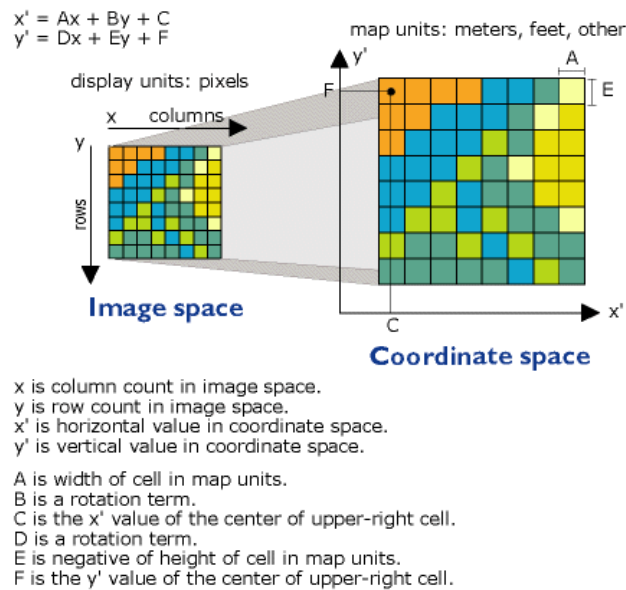 x' = Ax + By + C
y' = Dx + Ey + F
map units: meters, feet, other
y'
A
F
E
display units: pixels
x columns
y
rows
Image space
C
x'
Coordinate space
x is column count in image space.
y is row count in image space.
x' is horizontal value in coordinate space.
y' is vertical value in coordinate space.
A is width of cell in map units.
B is a rotation term.
C is the x' value of the center of upper-right cell.
D is a rotation term.
E is negative of height of cell in map units.
F is the y' value of the center of upper-right cell.